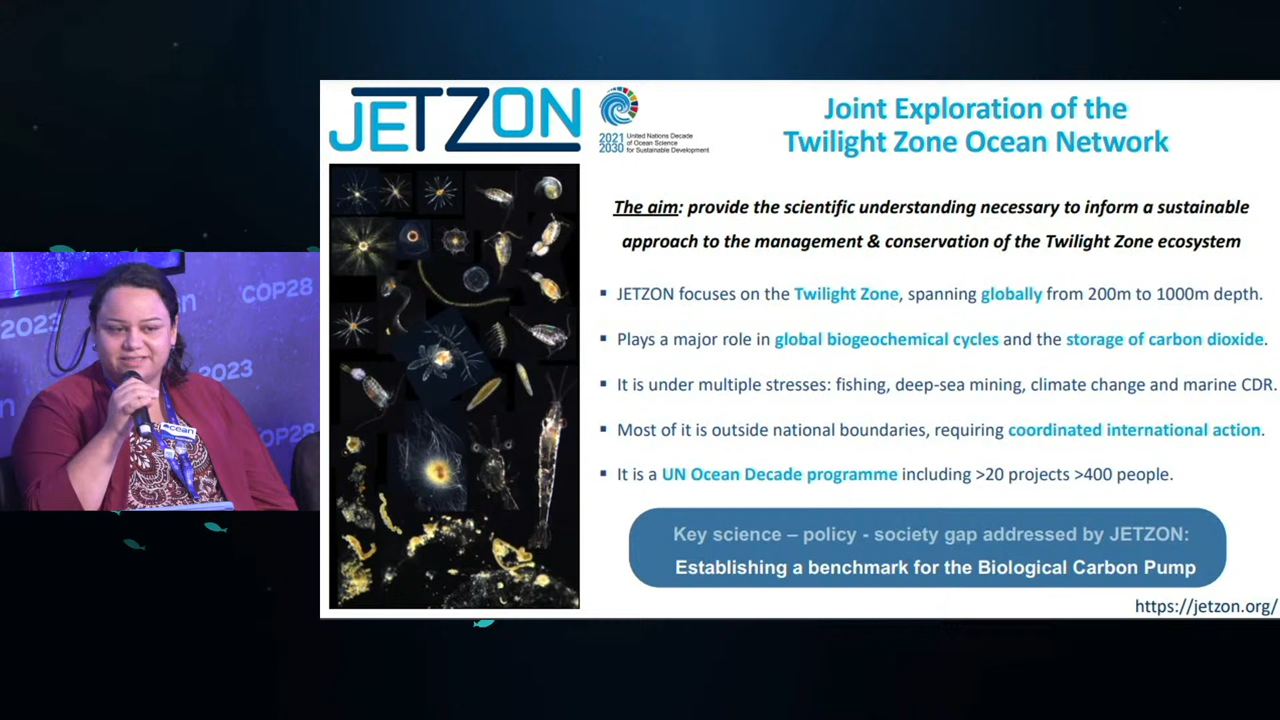 JETZON
2021
2030
United Nations Decade
of Ocean Science
for Sustainable Development
Joint Exploration of the
Twilight Zone Ocean Network
The aim: provide the scientific understanding necessary to inform a sustainable
approach to the management & conservation of the Twilight Zone ecosystem
▪ JETZON focuses on the Twilight Zone, spanning globally from 200m to 1000m depth.
▪ Plays a major role in global biogeochemical cycles and the storage of carbon dioxide.
▪ It is under multiple stresses: fishing, deep-sea mining, climate change and marine CDR.
▪ Most of it is outside national boundaries, requiring coordinated international action.
▪ It is a UN Ocean Decade programme including >20 projects >400 people.
Key science – policy - society gap addressed by JETZON:
Establishing a benchmark for the Biological Carbon Pump
https://jetzon.org/
COP28
2023
2023
OP28
cean